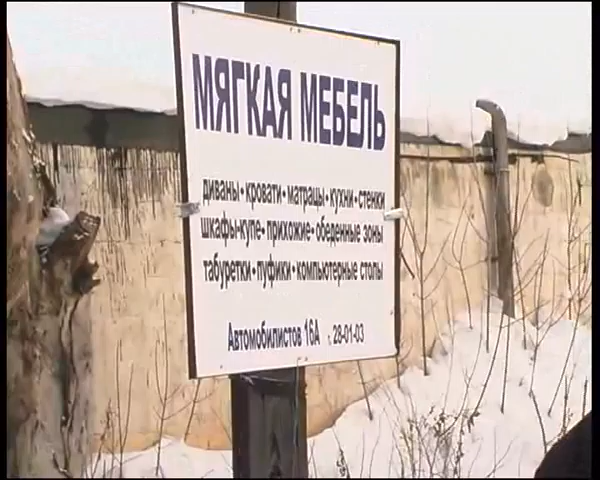 МЯГКАЯ МЕБЕЛЬ
диваны•кровати•матрацы•кухни•стенки
шкафы-купе•прихожие•обеденные зоны
табуретки•пуфики•компьютерные столы
Автомобилистов 16А т. 28-01-03